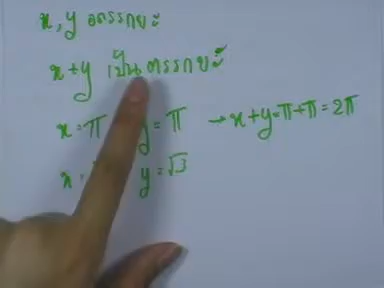 x, y อตรรกยะ
x+y เป็นตรรกยะ
x = π y = π → x+y=π+π = 2π
x = y = √3